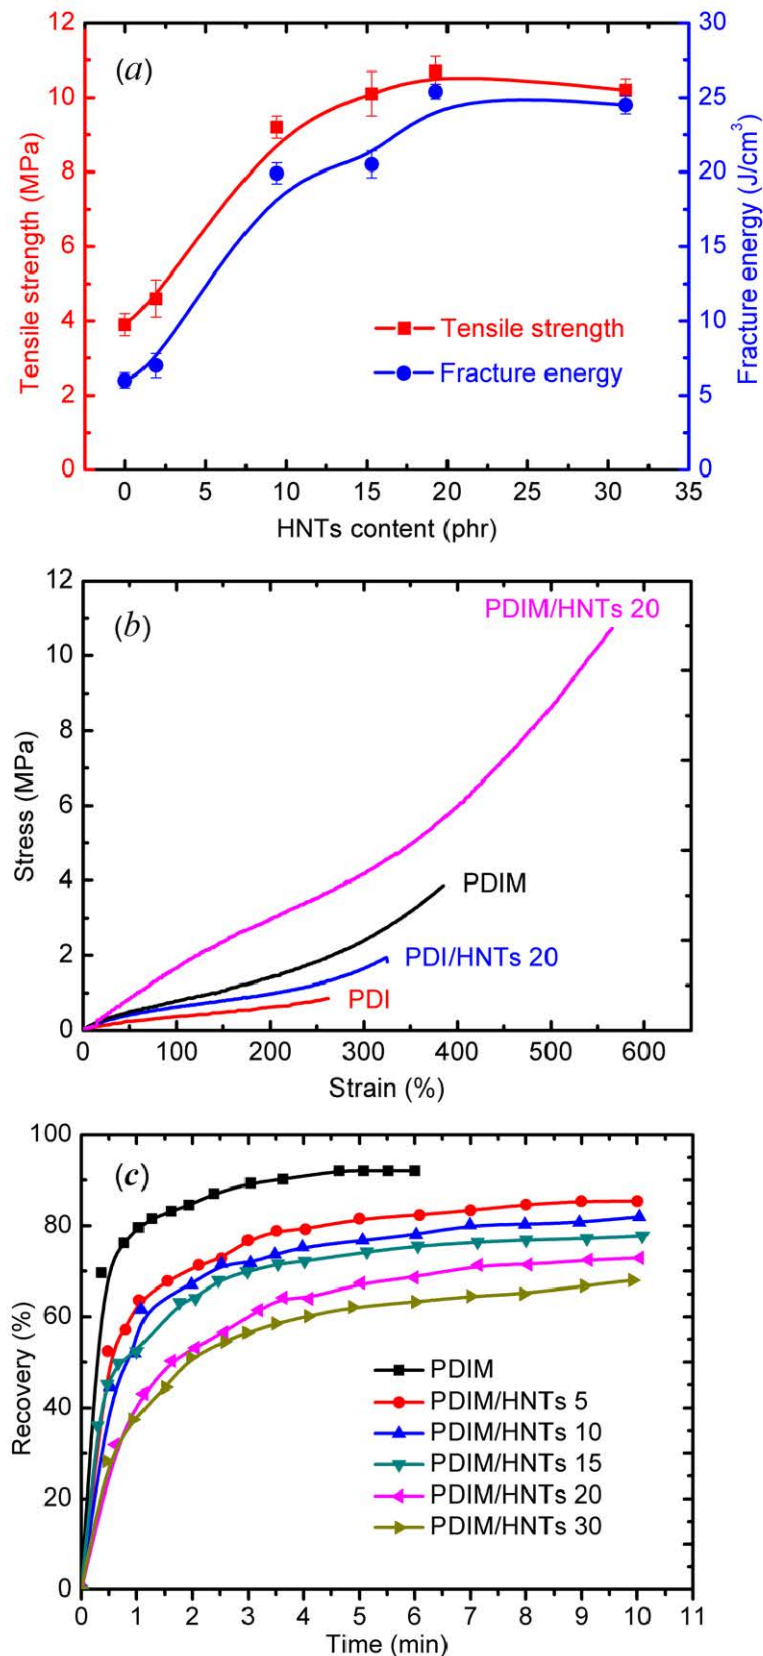 12
10
8
6
4
2
0
Tensile strength (MPa)
(a)
30
25
20
15
10
5
0
Fracture energy (J/cm³)
Tensile strength
Fracture energy
0 5 10 15 20 25 30 35
HNTs content (phr)
12
10
8
6
4
2
0
Stress (MPa)
(b)
PDIM/HNTs 20
PDIM
PDI/HNTs 20
PDI
0 100 200 300 400 500 600
Strain (%)
100
80
60
40
20
0
Recovery (%)
(c)
PDIM
PDIM/HNTs 5
PDIM/HNTs 10
PDIM/HNTs 15
PDIM/HNTs 20
PDIM/HNTs 30
0 1 2 3 4 5 6 7 8 9 10 11
Time (min)